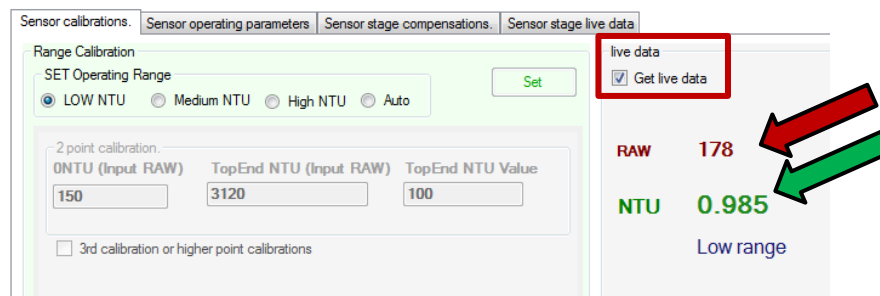 Sensor calibrations. Sensor operating parameters Sensor stage compensations. Sensor stage live data
Range Calibration
SET Operating Range
LOW NTU Medium NTU High NTU Auto
Set
2 point calibration.
0NTU (Input RAW) TopEnd NTU (Input RAW) TopEnd NTU Value
150 3120 100
3rd calibration or higher point calibrations
live data
Get live data
RAW 178
NTU 0.985
Low range